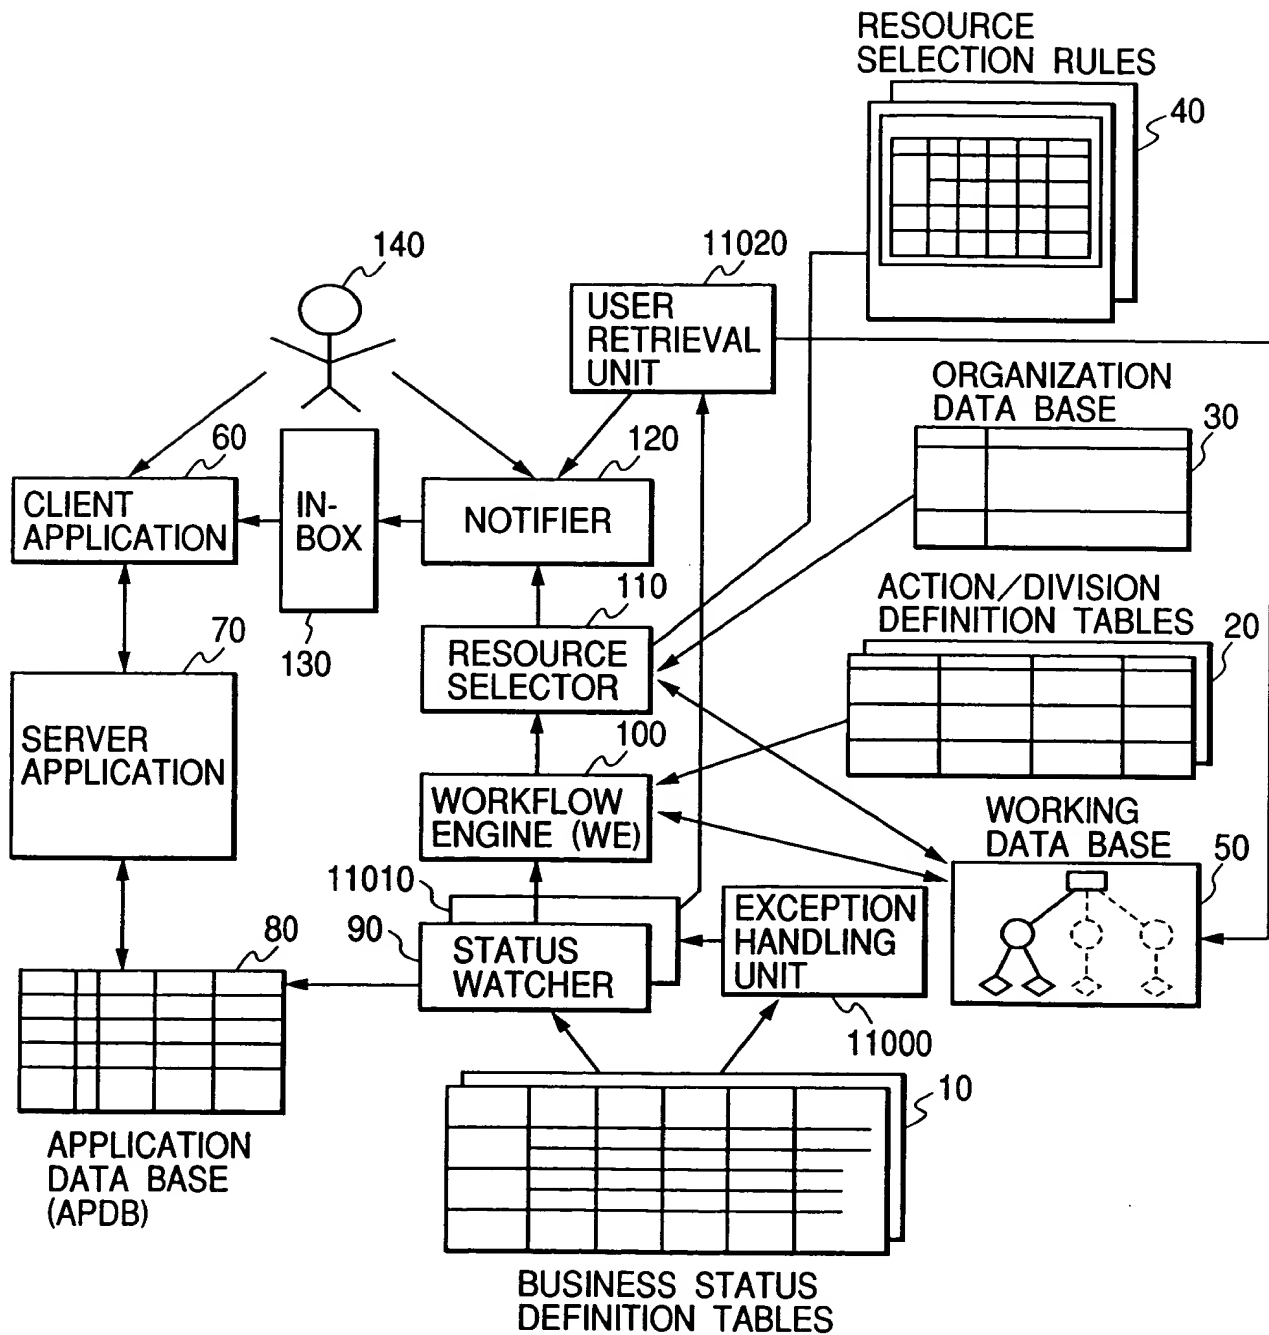 RESOURCE
SELECTION RULES
40
140
11020
USER
RETRIEVAL
UNIT
ORGANIZATION
DATA BASE
30
60
120
CLIENT
APPLICATION
IN-
BOX
NOTIFIER
110
ACTION/DIVISION
DEFINITION TABLES
20
70
130
RESOURCE
SELECTOR
SERVER
APPLICATION
100
WORKFLOW
ENGINE (WE)
WORKING
DATA BASE
50
11010
90
80
STATUS
WATCHER
EXCEPTION
HANDLING
UNIT
11000
10
APPLICATION
DATA BASE
(APDB)
BUSINESS STATUS
DEFINITION TABLES